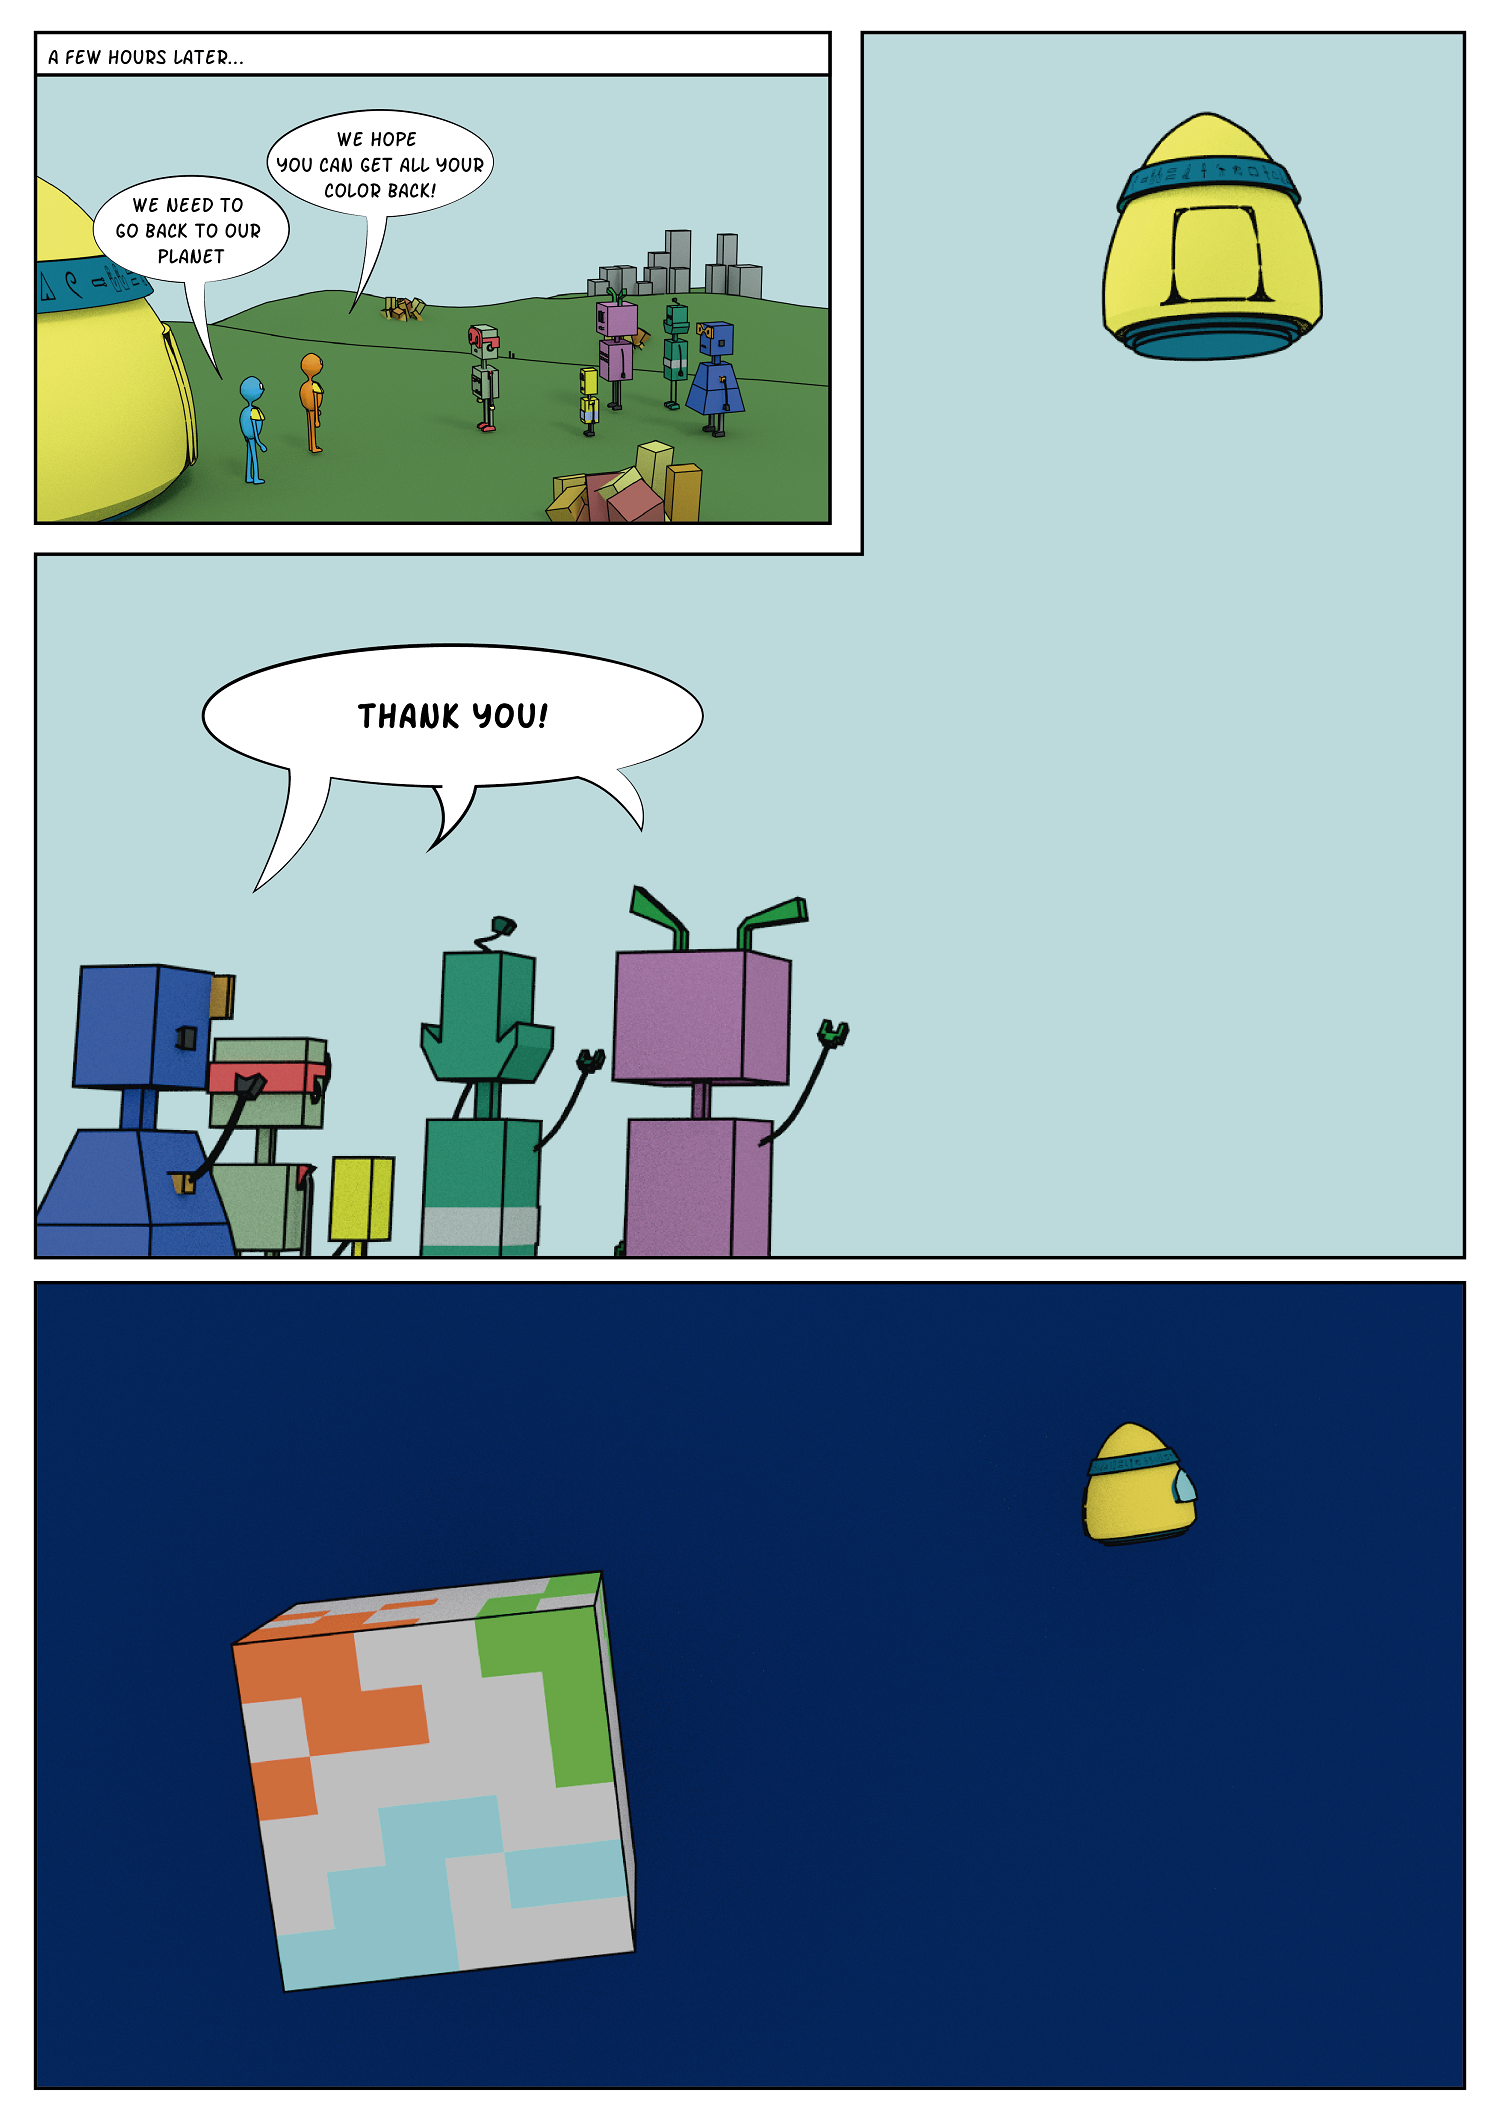 A FEW HOURS LATER...
WE HOPE
YOU CAN GET ALL YOUR
COLOR BACK!
WE NEED TO
GO BACK TO OUR
PLANET
THANK YOU!